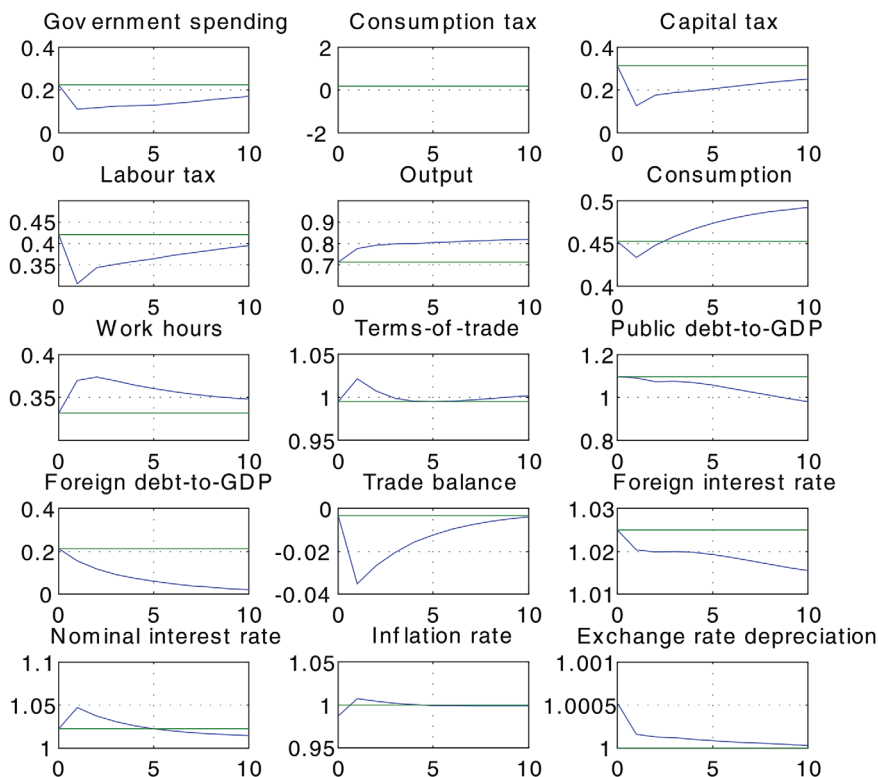 Government spending Consumption tax Capital tax
0.4 2 0.4
0.2 0 0.2
0 -2 0
0 5 10 0 5 10 0 5 10
Labour tax Output Consumption
0.5
0.45 0.9
0.4 0.8 0.45
0.35 0.7
0.4
0 5 10 0 5 10 0 5 10
Work hours Terms-of-trade Public debt-to-GDP
0.4 1.05 1.2
0.35 1 1
0.95 0.8
0 5 10 0 5 10 0 5 10
Foreign debt-to-GDP Trade balance Foreign interest rate
0.4 0 1.03
0.2 -0.02 1.02
0 -0.04 1.01
0 5 10 0 5 10 0 5 10
Nominal interest rate Inflation rate Exchange rate depreciation
1.1 1.05 1.001
1.05 1 1.0005
1 0.95 1
0 5 10 0 5 10 0 5 10